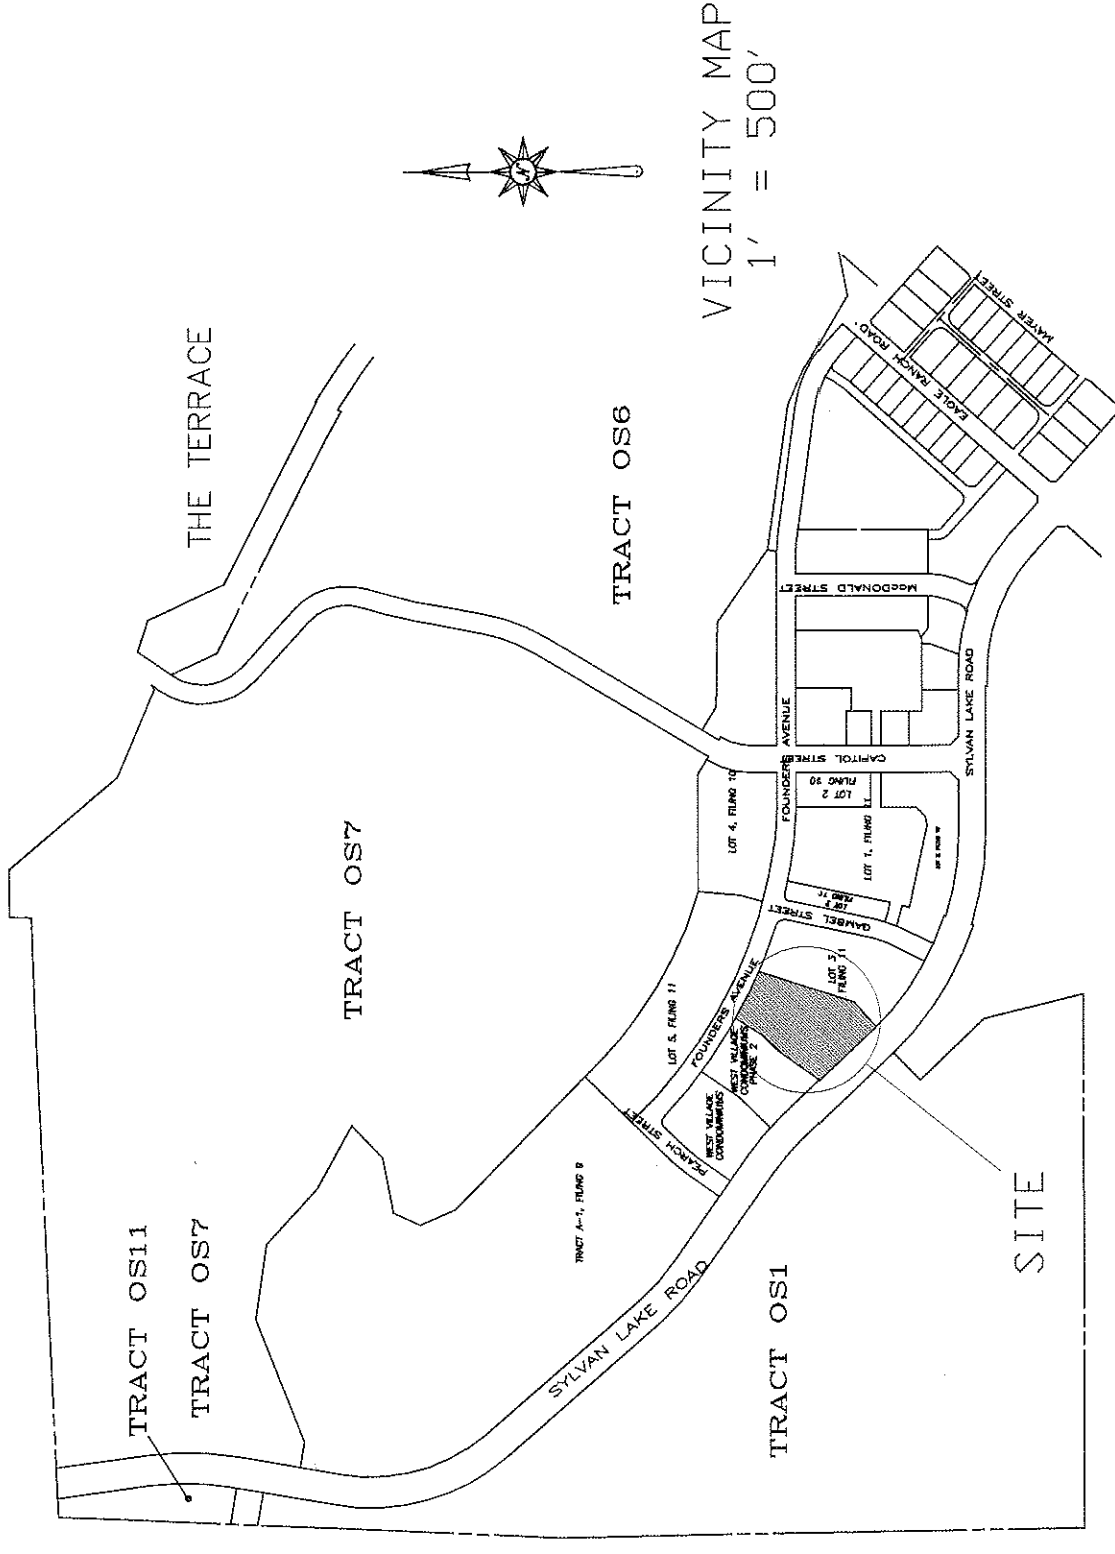 THE TERRACE
VICINITY MAP
1' = 500'
N
TRACT OS11
TRACT OS7
TRACT OS7
TRACT OS6
TRACT OS1
SITE
SYLVAN LAKE ROAD
SYLVAN LAKE ROAD
TRACT A-1, FILING 9
PEARCH STREET
WEST VILLAGE
CONDOMINIUMS
WEST VILLAGE
CONDOMINIUMS
PHASE 2
FOUNDERS AVENUE
LOT 5, FILING 11
LOT 3,
FILING 11
GAMBEL STREET
LOT 2
FILING 11
LOT 1, FILING 11
LOT 4, FILING 10
LOT 2
FILING 10
FOUNDERS AVENUE
CAPITOL STREET
McDONALD STREET
EAGLE RANCH ROAD
MAYER STREET